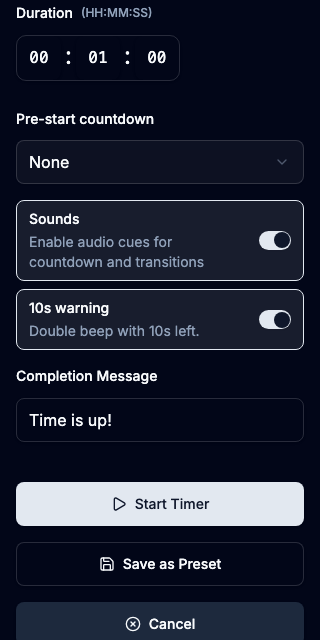 Duration (HH:MM:SS)
00 : 01 : 00
Pre-start countdown
None
Sounds
Enable audio cues for
countdown and transitions
10s warning
Double beep with 10s left.
Completion Message
Time is up!
Start Timer
Save as Preset
Cancel